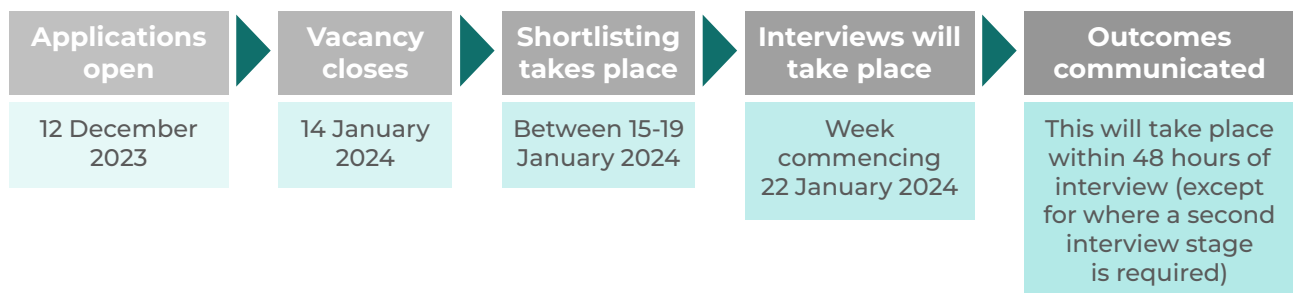 Applications
open
12 December
2023
Vacancy
closes
14 January
2024
Shortlisting
takes place
Between 15-19
January 2024
Interviews will
take place
Week
commencing
22 January 2024
Outcomes
communicated
This will take place
within 48 hours of
interview (except
for where a second
interview stage
is required)